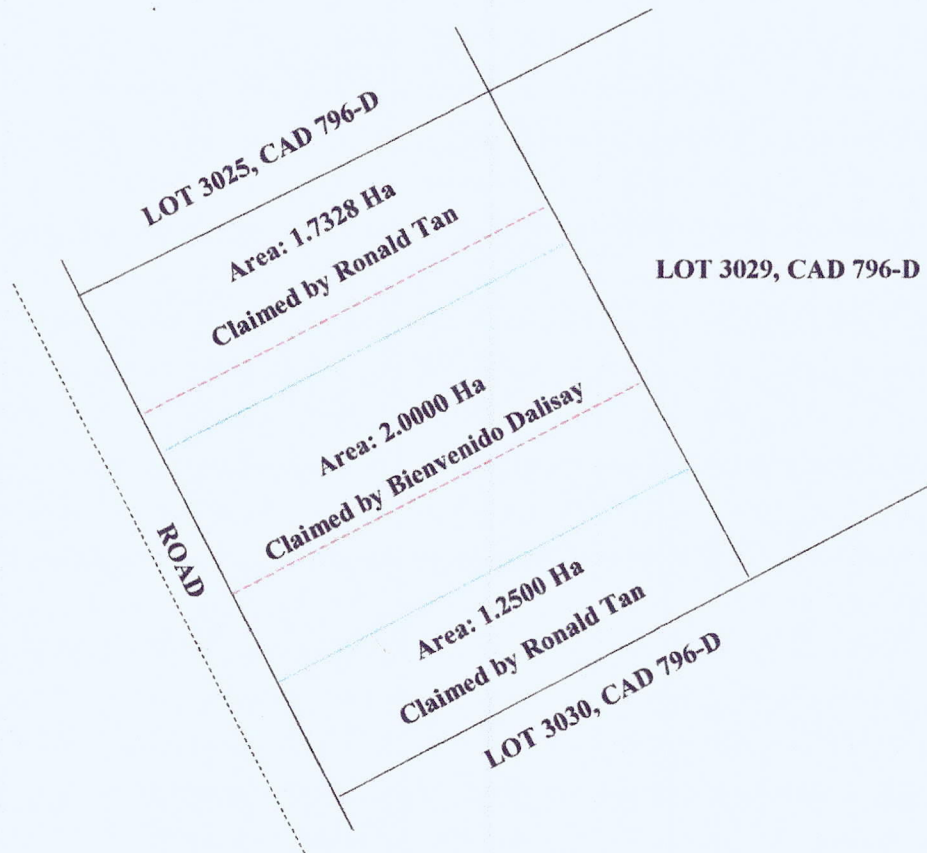 LOT 3025, CAD 796-D
Area: 1.7328 Ha
Claimed by Ronald Tan
LOT 3029, CAD 796-D
Area: 2.0000 Ha
Claimed by Bienvenido Dalisay
ROAD
Area: 1.2500 Ha
Claimed by Ronald Tan
LOT 3030, CAD 796-D